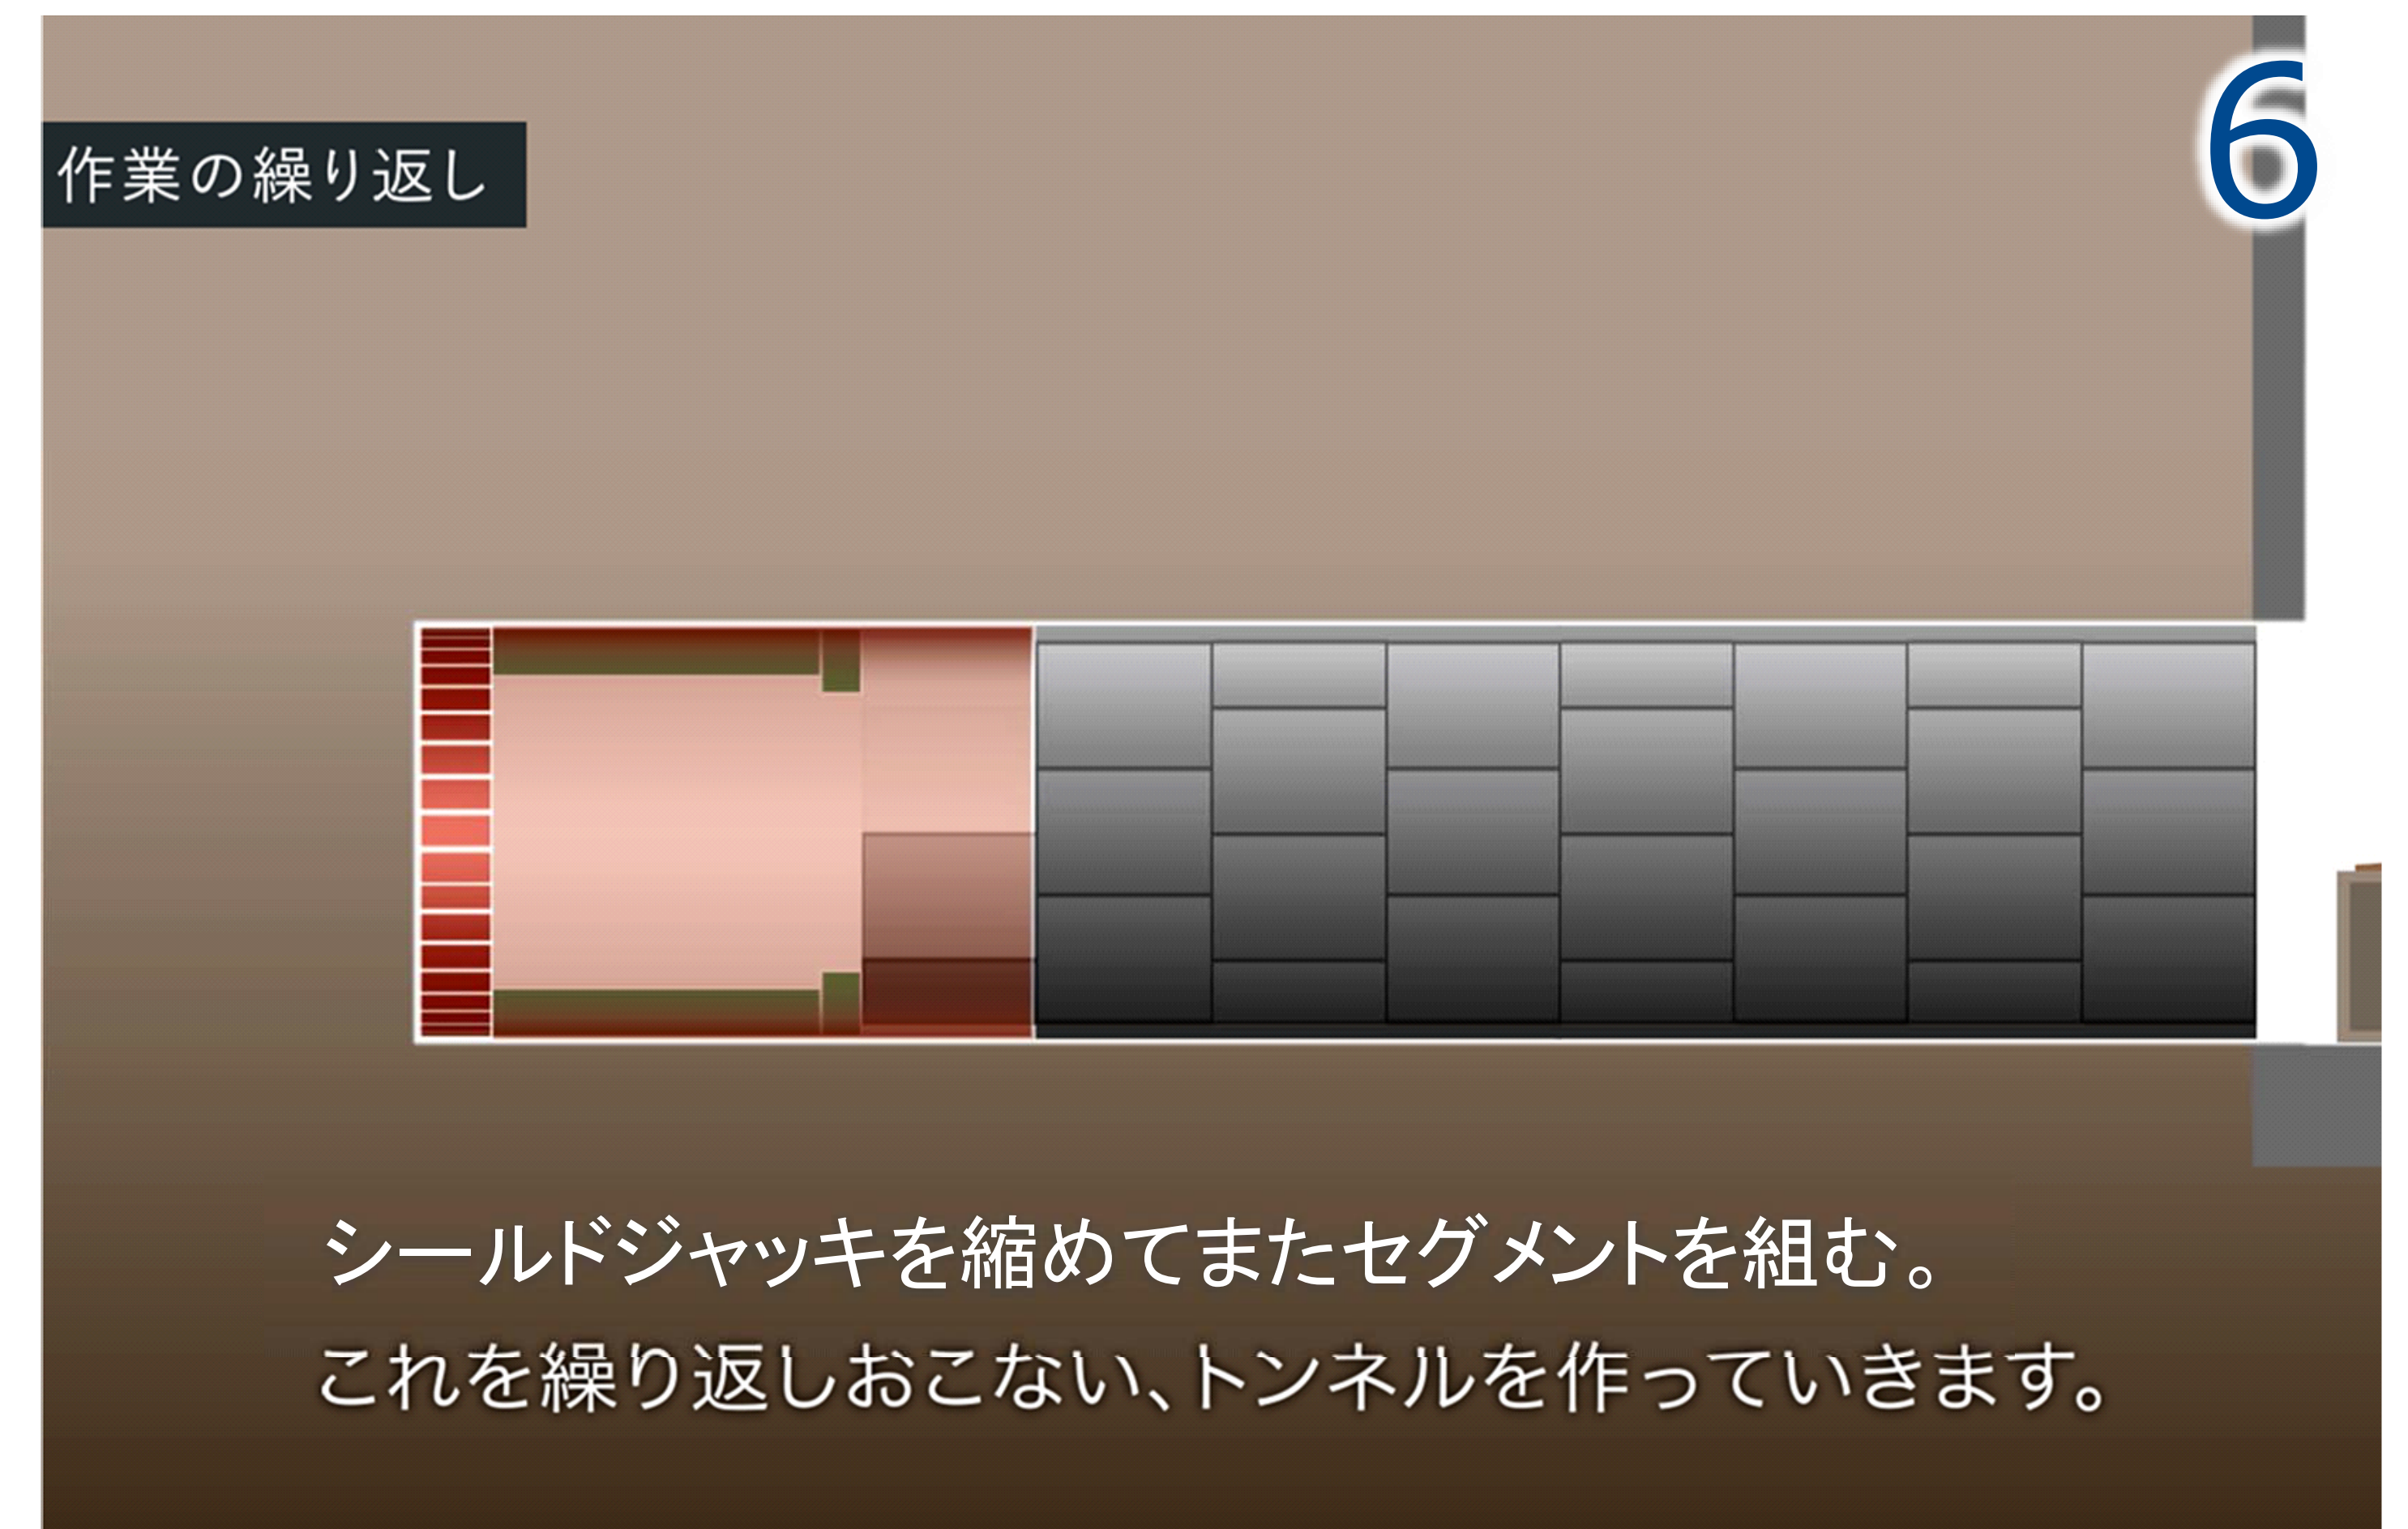 6
作業の繰り返し
シールドジャッキを縮めてまたセグメントを組む。
これを繰り返しおこない、トンネルを作っていきます。